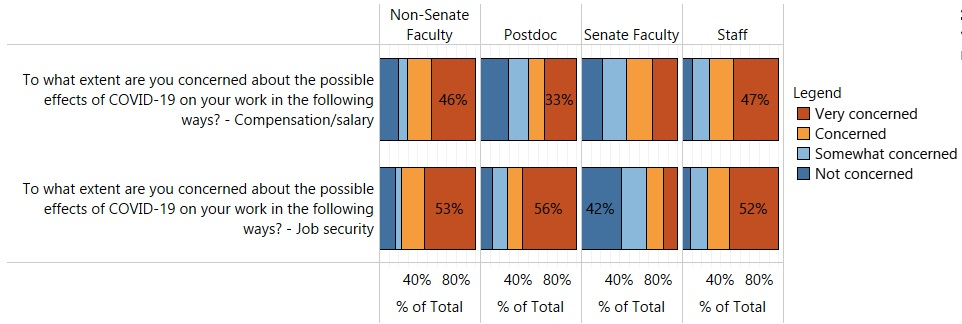 Non-Senate
Faculty
Postdoc
Senate Faculty
Staff
To what extent are you concerned about the possible
effects of COVID-19 on your work in the following
ways? - Compensation/salary
46%
33%
47%
To what extent are you concerned about the possible
effects of COVID-19 on your work in the following
ways? - Job security
53%
56%
42%
52%
40% 80%
40% 80%
40% 80%
40% 80%
% of Total
% of Total
% of Total
% of Total
Legend
Very concerned
Concerned
Somewhat concerned
Not concerned